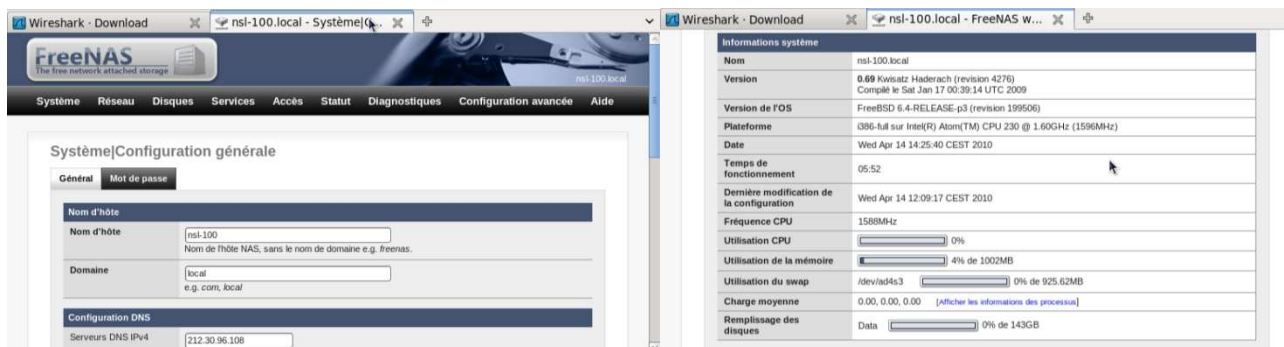 Wireshark · Download
nsl-100.local - Système|G...
FreeNAS
The free network attached storage
nsl-100.local
Système Réseau Disques Services Accès Statut Diagnostiques Configuration avancée Aide
Système|Configuration générale
Général Mot de passe
Nom d'hôte
Nom d'hôte nsl-100
Nom de l'hôte NAS, sans le nom de domaine e.g. freenas.
Domaine local
e.g. com, local
Configuration DNS
Serveurs DNS IPv4 212.30.96.108
Wireshark · Download
nsl-100.local - FreeNAS w...
Informations système
Nom nsl-100.local
Version 0.69 Kwisatz Haderach (revision 4276)
Compilé le Sat Jan 17 00:39:14 UTC 2009
Version de l'OS FreeBSD 6.4-RELEASE-p3 (revision 199506)
Plateforme i386-full sur Intel(R) Atom(TM) CPU 230 @ 1.60GHz (1596MHz)
Date Wed Apr 14 14:25:40 CEST 2010
Temps de
fonctionnement 05:52
Dernière modification de
la configuration Wed Apr 14 12:09:17 CEST 2010
Fréquence CPU 1588MHz
Utilisation CPU 0%
Utilisation de la mémoire 4% de 1002MB
Utilisation du swap /dev/ad4s3 0% de 925.62MB
Charge moyenne 0.00, 0.00, 0.00 [Afficher les informations des processus]
Remplissage des
disques Data 0% de 143GB